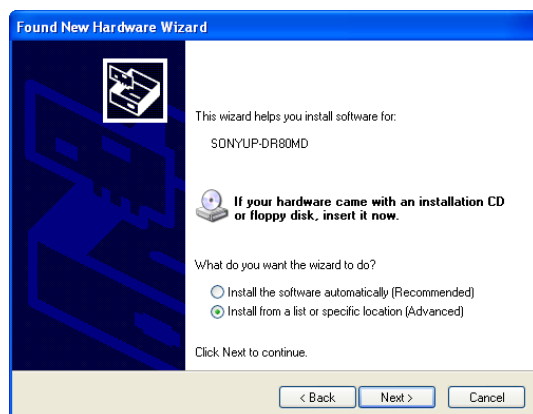 Found New Hardware Wizard
This wizard helps you install software for:
SONYUP-DR80MD
If your hardware came with an installation CD
or floppy disk, insert it now.
What do you want the wizard to do?
Install the software automatically (Recommended)
Install from a list or specific location (Advanced)
Click Next to continue.
< Back Next > Cancel